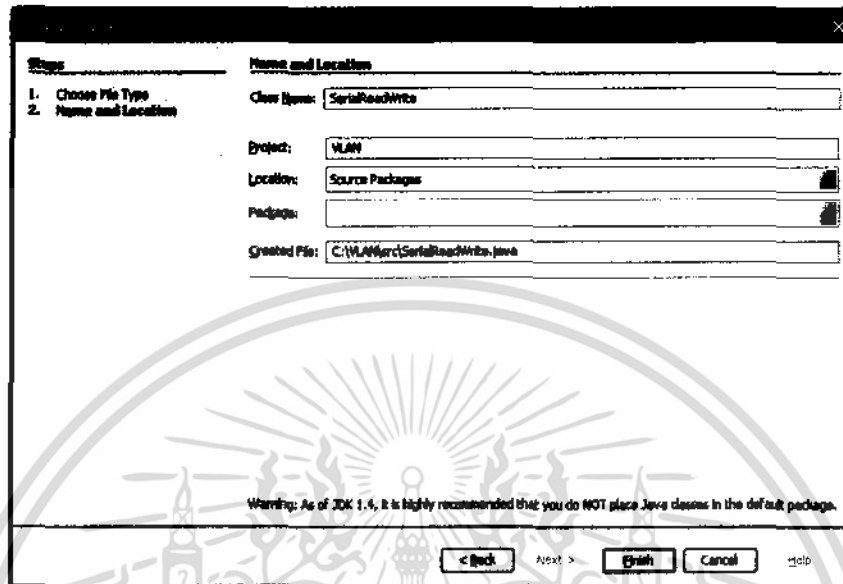 Steps
1. Choose File Type
2. Name and Location
Name and Location
Class Name: SerialReadWrite
Project: VLAN
Location: Source Packages
Package:
Created File: C:\VLAN\src\SerialReadWrite.java
Warning: As of JDK 1.4, it is highly recommended that you do NOT place Java classes in the default package.
< Back Next > Finish Cancel Help